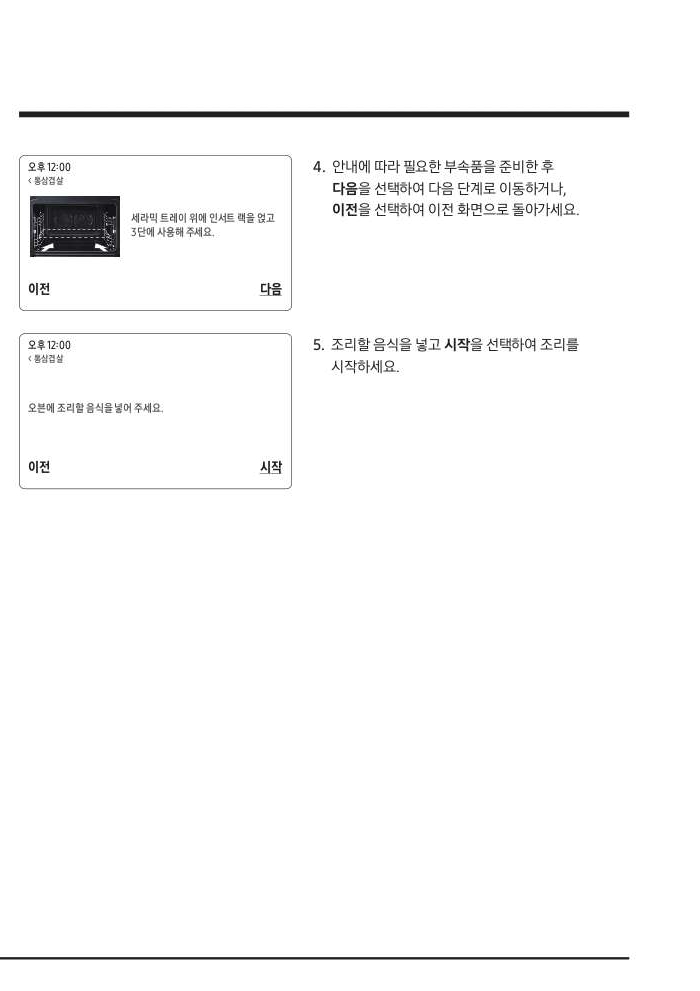 오후 12:00
< 통삼겹살
세라믹 트레이 위에 인서트 랙을 얹고
3단에 사용해 주세요.
이전
다음
4. 안내에 따라 필요한 부속품을 준비한 후
다음을 선택하여 다음 단계로 이동하거나,
이전을 선택하여 이전 화면으로 돌아가세요.
오후 12:00
< 통삼겹살
오븐에 조리할 음식을 넣어 주세요.
이전
시작
5. 조리할 음식을 넣고 시작을 선택하여 조리를
시작하세요.